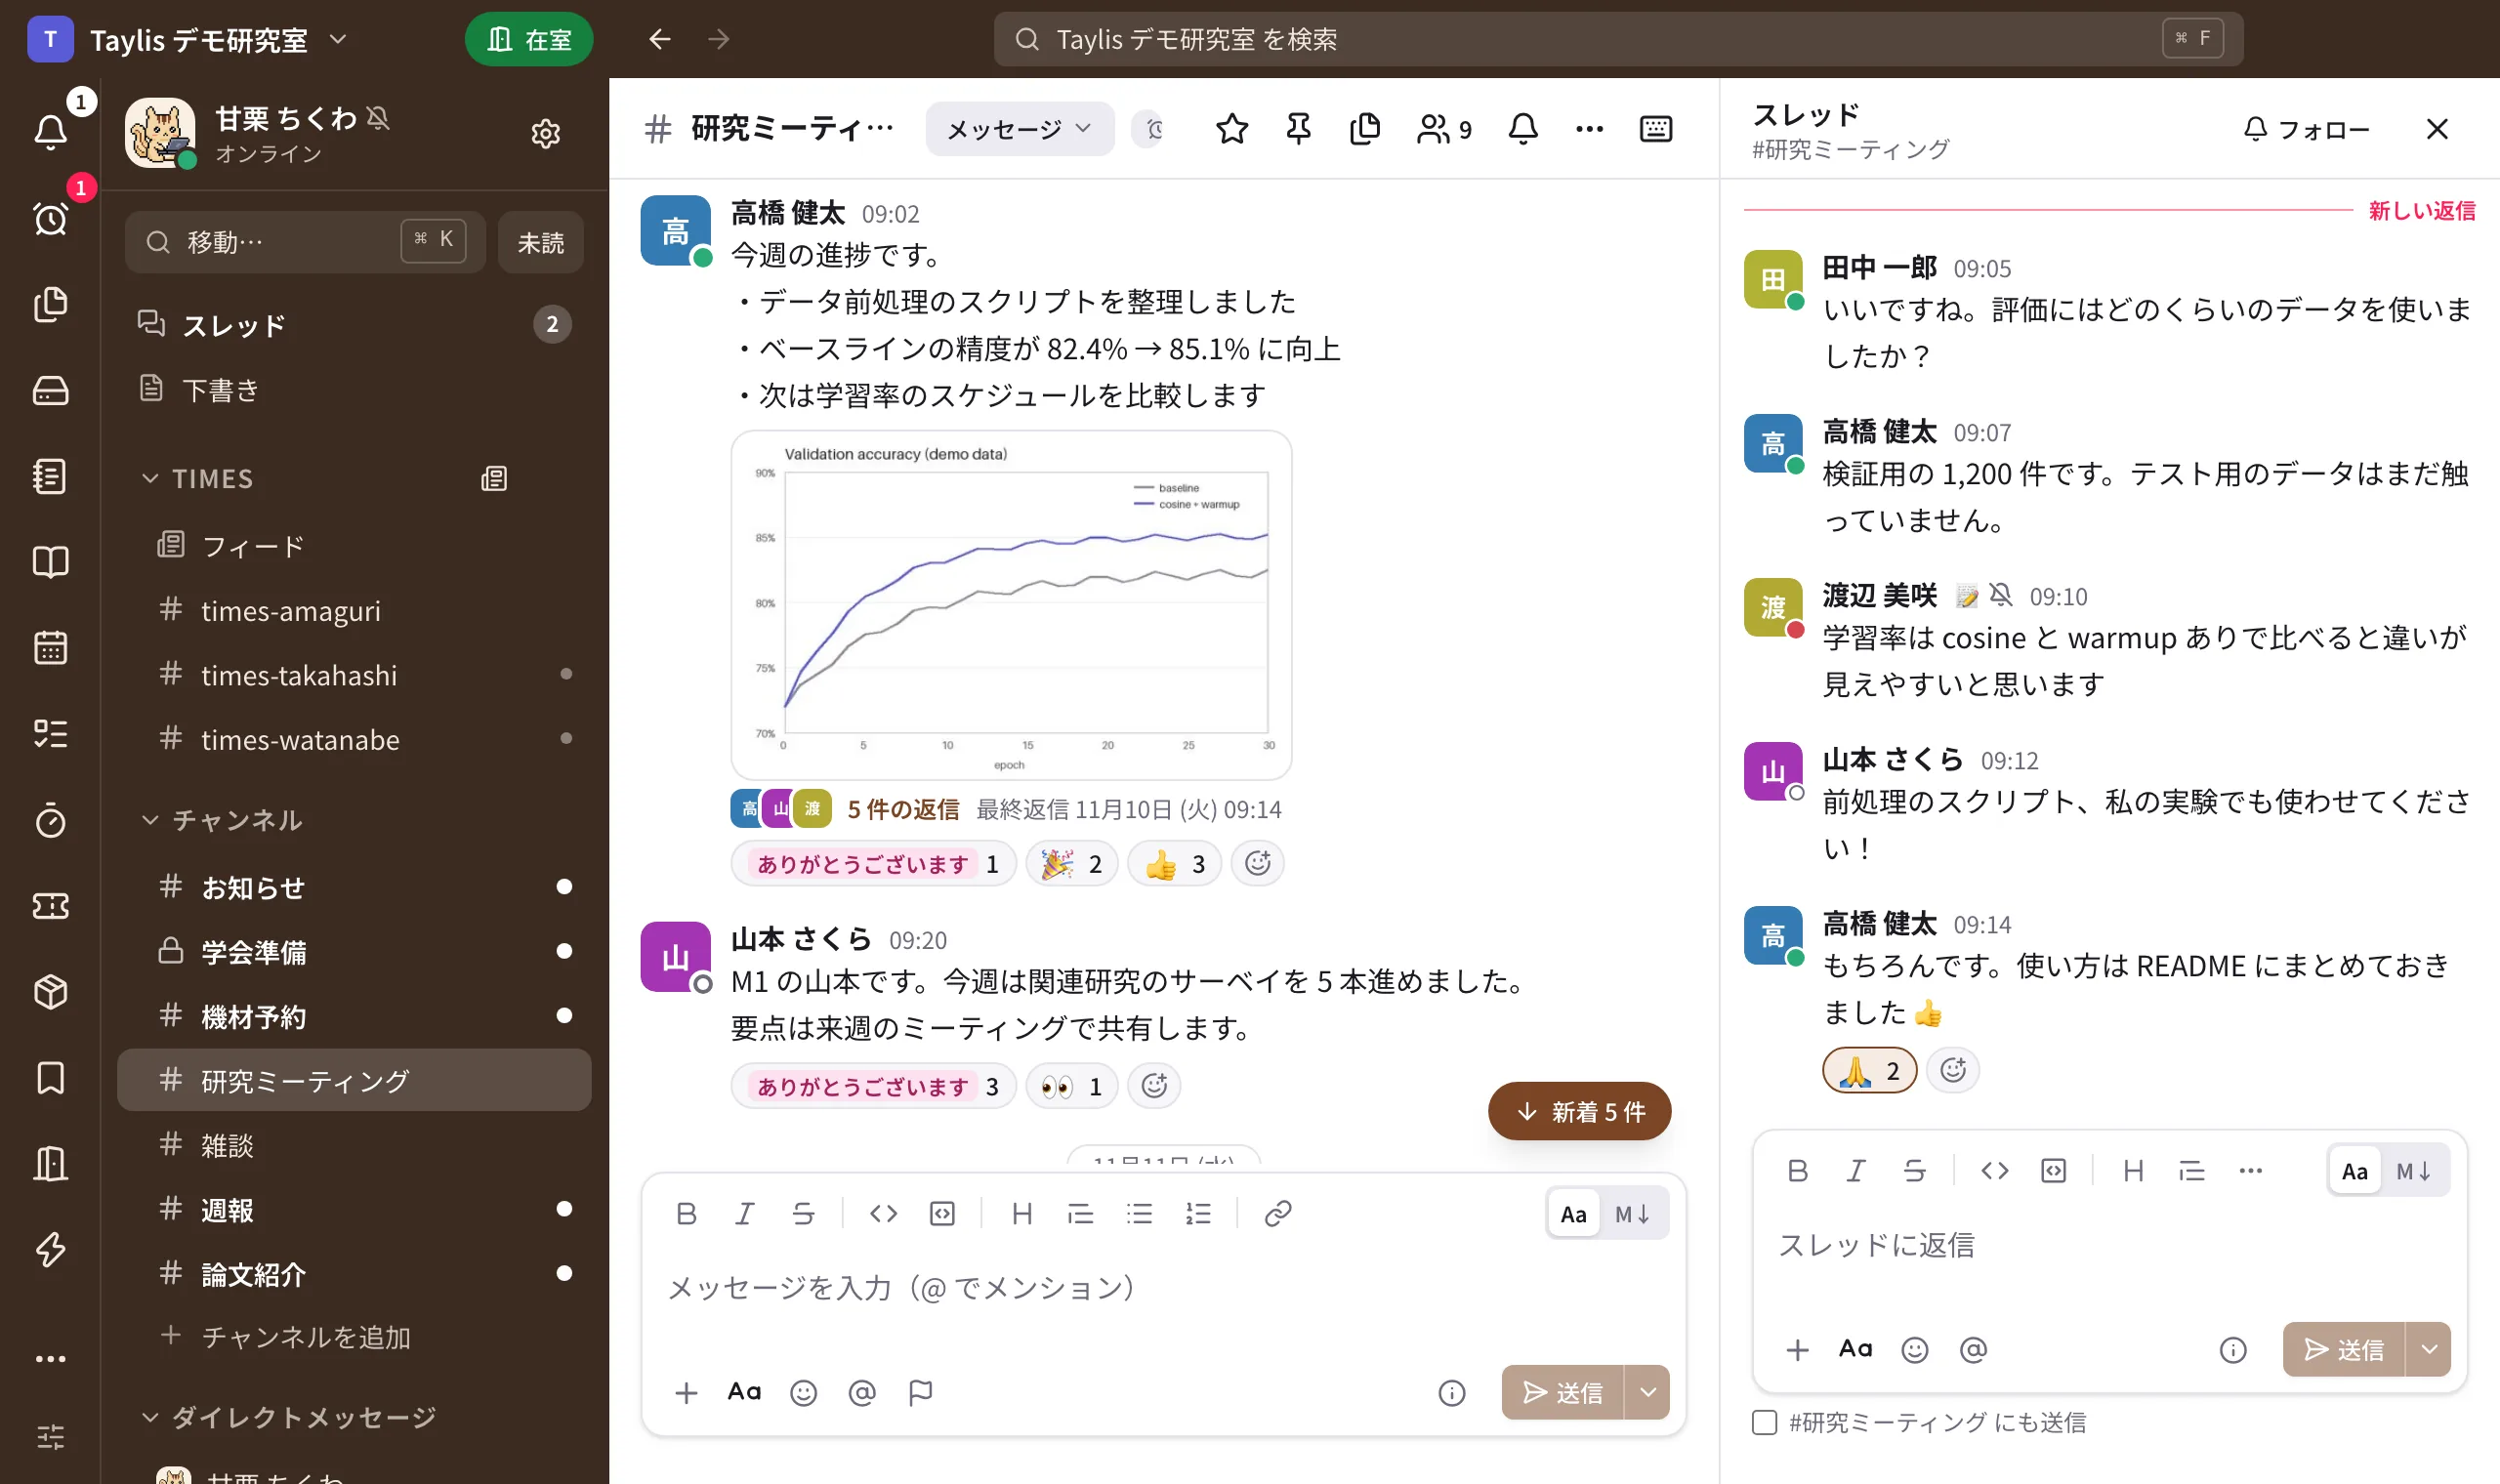 T Taylis デモ研究室
在室
Taylis デモ研究室 を検索
⌘ F
1
1
甘栗 ちくわ
オンライン
移動…
⌘ K
未読
スレッド
2
下書き
TIMES
フィード
# times-amaguri
# times-takahashi
# times-watanabe
チャンネル
# お知らせ
学会準備
# 機材予約
# 研究ミーティング
# 雑談
# 週報
# 論文紹介
+ チャンネルを追加
ダイレクトメッセージ
甘栗 ちくわ
# 研究ミーティ…
メッセージ
9
高
高橋 健太 09:02
今週の進捗です。
・データ前処理のスクリプトを整理しました
・ベースラインの精度が 82.4% → 85.1% に向上
・次は学習率のスケジュールを比較します
Validation accuracy (demo data)
90%
85%
80%
75%
70%
baseline
cosine + warmup
0 5 10 15 20 25 30
epoch
高 山 渡 5 件の返信 最終返信 11月10日 (火) 09:14
ありがとうございます 1 🎉 2 👍 3
山
山本 さくら 09:20
M1 の山本です。今週は関連研究のサーベイを 5 本進めました。
要点は来週のミーティングで共有します。
ありがとうございます 3 👀 1
↓ 新着 5 件
11月11日 (水)
B I S H
Aa M↓
メッセージを入力（@ でメンション）
+ Aa @
送信
スレッド
#研究ミーティング
フォロー
新しい返信
田
田中 一郎 09:05
いいですね。評価にはどのくらいのデータを使いま
したか？
高
高橋 健太 09:07
検証用の 1,200 件です。テスト用のデータはまだ触
っていません。
渡
渡辺 美咲 📝 09:10
学習率は cosine と warmup ありで比べると違いが
見えやすいと思います
山
山本 さくら 09:12
前処理のスクリプト、私の実験でも使わせてくださ
い！
高
高橋 健太 09:14
もちろんです。使い方は README にまとめておき
ました 👍
🙏 2
B I S H
Aa M↓
スレッドに返信
+ Aa @
送信
#研究ミーティング にも送信